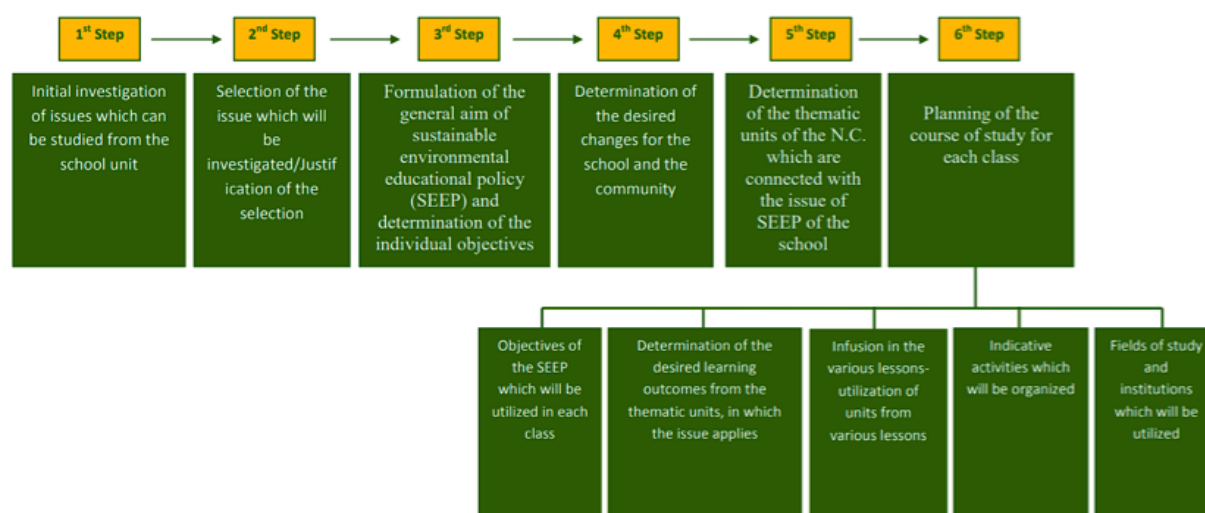 1st Step
2nd Step
3rd Step
4th Step
5th Step
6th Step
Initial investigation
of issues which can
be studied from the
school unit
Selection of the
issue which will
be
investigated/Justif
ication of the
selection
Formulation of the
general aim of
sustainable
environmental
educational policy
(SEEP) and
determination of the
individual objectives
Determination of
the desired
changes for the
school and the
community
Determination
of the thematic
units of the N.C.
which are
connected with
the issue of
SEEP of the
school
Planning of the
course of study for
each class
Objectives of
the SEEP
which will be
utilized in each
class
Determination of the
desired learning
outcomes from the
thematic units, in which
the issue applies
Infusion in the
various lessons-
utilization of
units from
various lessons
Indicative
activities which
will be organized
Fields of study
and
institutions
which will be
utilized